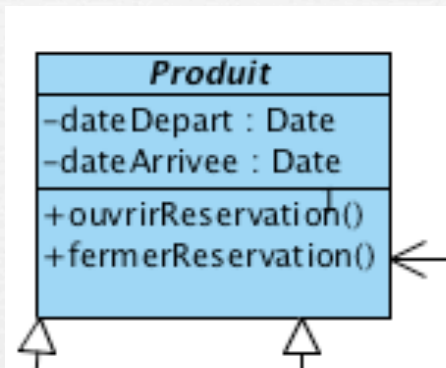 Produit
-dateDepart : Date
-dateArrivee : Date
+ouvrirReservation()
+fermerReservation()